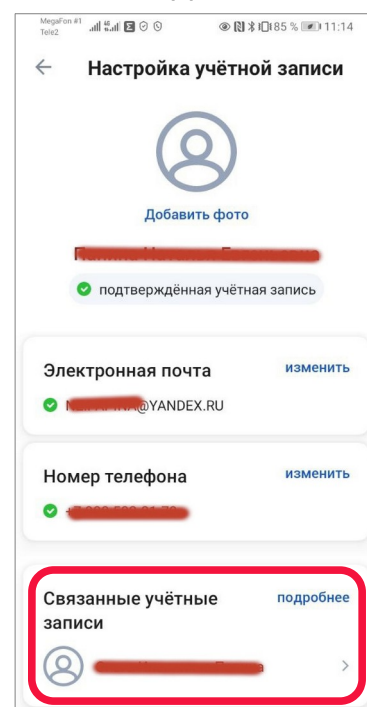 MegaFon #1
Tele2
85 % 11:14
Настройка учётной записи
Добавить фото
подтверждённая учётная запись
Электронная почта изменить
@YANDEX.RU
Номер телефона изменить
Связанные учётные подробнее
записи